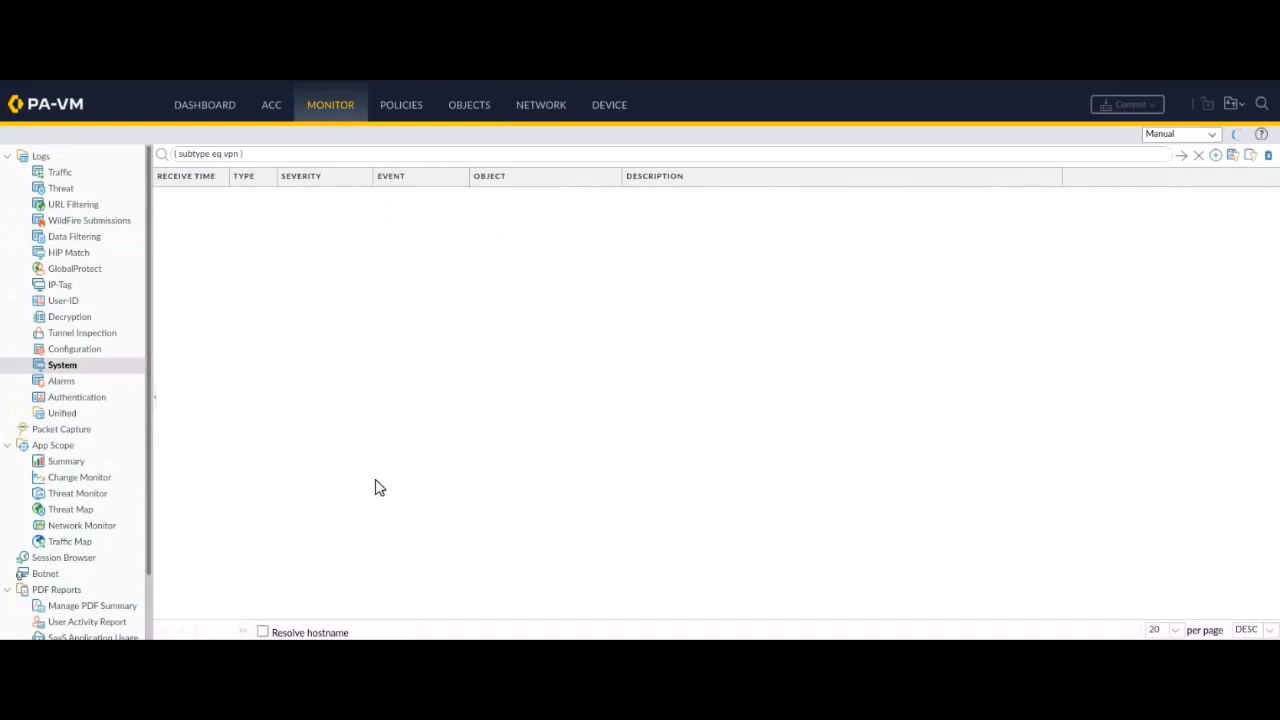 PA-VM
DASHBOARD ACC MONITOR POLICIES OBJECTS NETWORK DEVICE
Commit
Manual
( subtype eq vpn )
RECEIVE TIME TYPE SEVERITY EVENT OBJECT DESCRIPTION
Logs
Traffic
Threat
URL Filtering
WildFire Submissions
Data Filtering
HIP Match
GlobalProtect
IP-Tag
User-ID
Decryption
Tunnel Inspection
Configuration
System
Alarms
Authentication
Unified
Packet Capture
App Scope
Summary
Change Monitor
Threat Monitor
Threat Map
Network Monitor
Traffic Map
Session Browser
Botnet
PDF Reports
Manage PDF Summary
User Activity Report
SaaS Application Usage
Resolve hostname
20 per page DESC